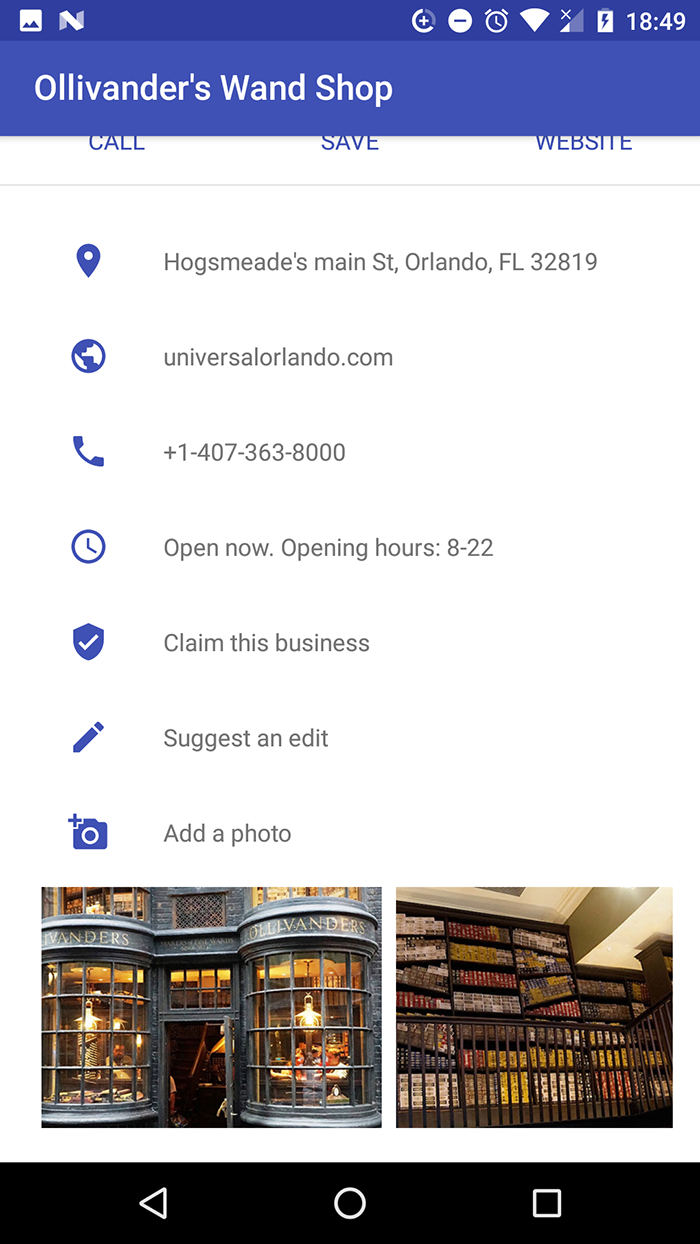 18:49
Ollivander's Wand Shop
CALL SAVE WEBSITE
Hogsmeade's main St, Orlando, FL 32819
universalorlando.com
+1-407-363-8000
Open now. Opening hours: 8-22
Claim this business
Suggest an edit
Add a photo
IVANDERS
OLLIVANDERS